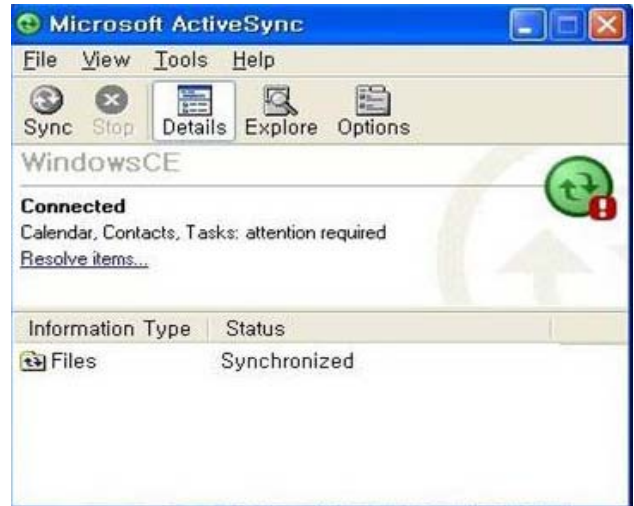 Microsoft ActiveSync
File View Tools Help
Sync Stop Details Explore Options
WindowsCE
Connected
Calendar, Contacts, Tasks: attention required
Resolve items...
Information Type Status
Files Synchronized